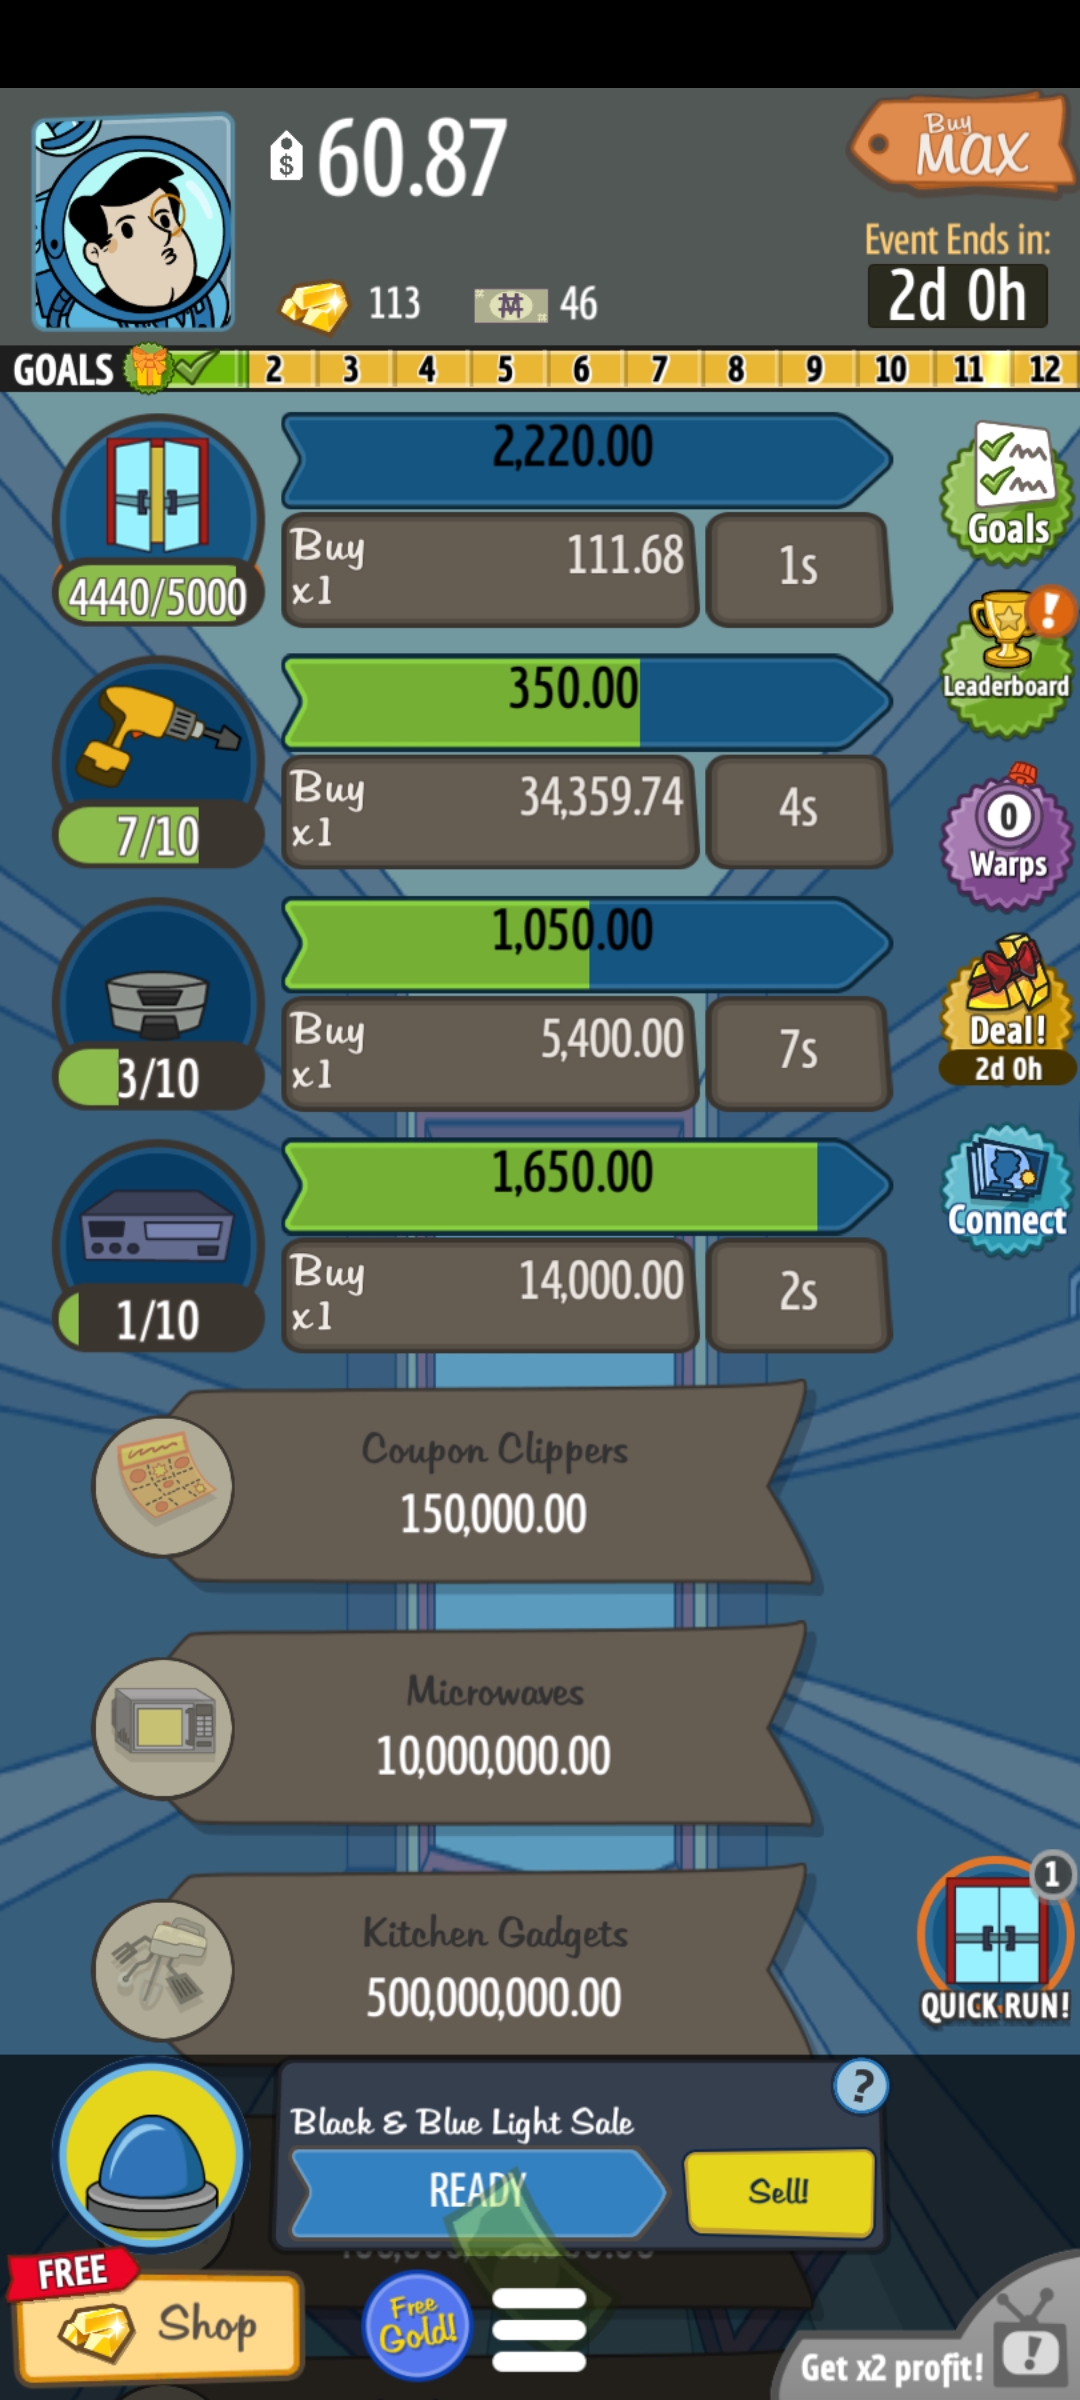 $ 60.87
Buy
Max
113
46
Event Ends in:
2d 0h
GOALS 2 3 4 5 6 7 8 9 10 11 12
2,220.00
4440/5000
Buy
x1
111.68
1s
Goals
350.00
7/10
Buy
x1
34,359.74
4s
!
Leaderboard
1,050.00
3/10
Buy
x1
5,400.00
7s
0
Warps
Deal!
2d 0h
1,650.00
1/10
Buy
x1
14,000.00
2s
Connect
Coupon Clippers
150,000.00
Microwaves
10,000,000.00
Kitchen Gadgets
500,000,000.00
1
QUICK RUN!
?
Black & Blue Light Sale
READY
Sell!
FREE
Shop
Free
Gold!
Get x2 profit!
!